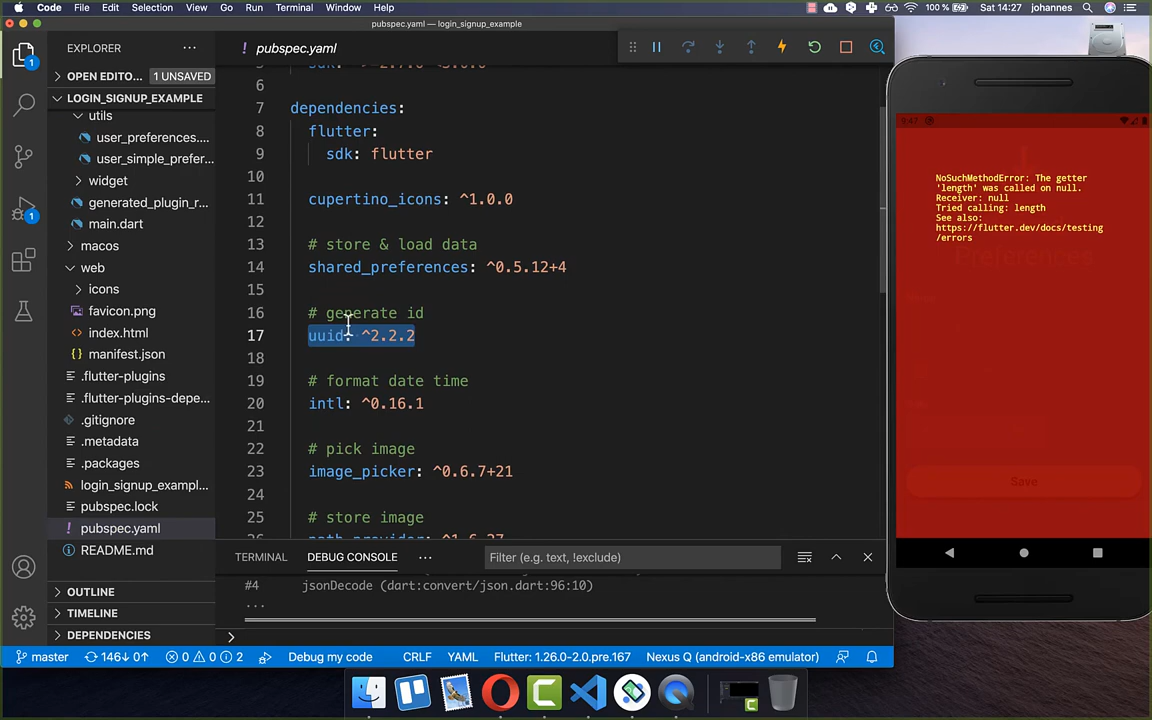 Code File Edit Selection View Go Run Terminal Window Help 100 % Sat 14:27 johannes
pubspec.yaml — login_signup_example
EXPLORER
OPEN EDITO... 1 UNSAVED
LOGIN_SIGNUP_EXAMPLE
utils
user_preferences....
user_simple_prefer...
widget
generated_plugin_r...
main.dart
macos
web
icons
favicon.png
index.html
manifest.json
.flutter-plugins
.flutter-plugins-depe...
.gitignore
.metadata
.packages
login_signup_exampl...
pubspec.lock
pubspec.yaml
README.md
OUTLINE
TIMELINE
DEPENDENCIES
1
1
! pubspec.yaml
6
7 dependencies:
8 flutter:
9 sdk: flutter
10
11 cupertino_icons: ^1.0.0
12
13 # store & load data
14 shared_preferences: ^0.5.12+4
15
16 # generate id
17 uuid: ^2.2.2
18
19 # format date time
20 intl: ^0.16.1
21
22 # pick image
23 image_picker: ^0.6.7+21
24
25 # store image
TERMINAL DEBUG CONSOLE ... Filter (e.g. text, !exclude)
#4 jsonDecode (dart:convert/json.dart:96:10)
...
master 146↓ 0↑ 0 0 2 Debug my code CRLF YAML Flutter: 1.26.0-2.0.pre.167 Nexus Q (android-x86 emulator)
9:47
NoSuchMethodError: The getter
'length' was called on null.
Receiver: null
Tried calling: length
See also:
https://flutter.dev/docs/testing
/errors
Preferences
Save